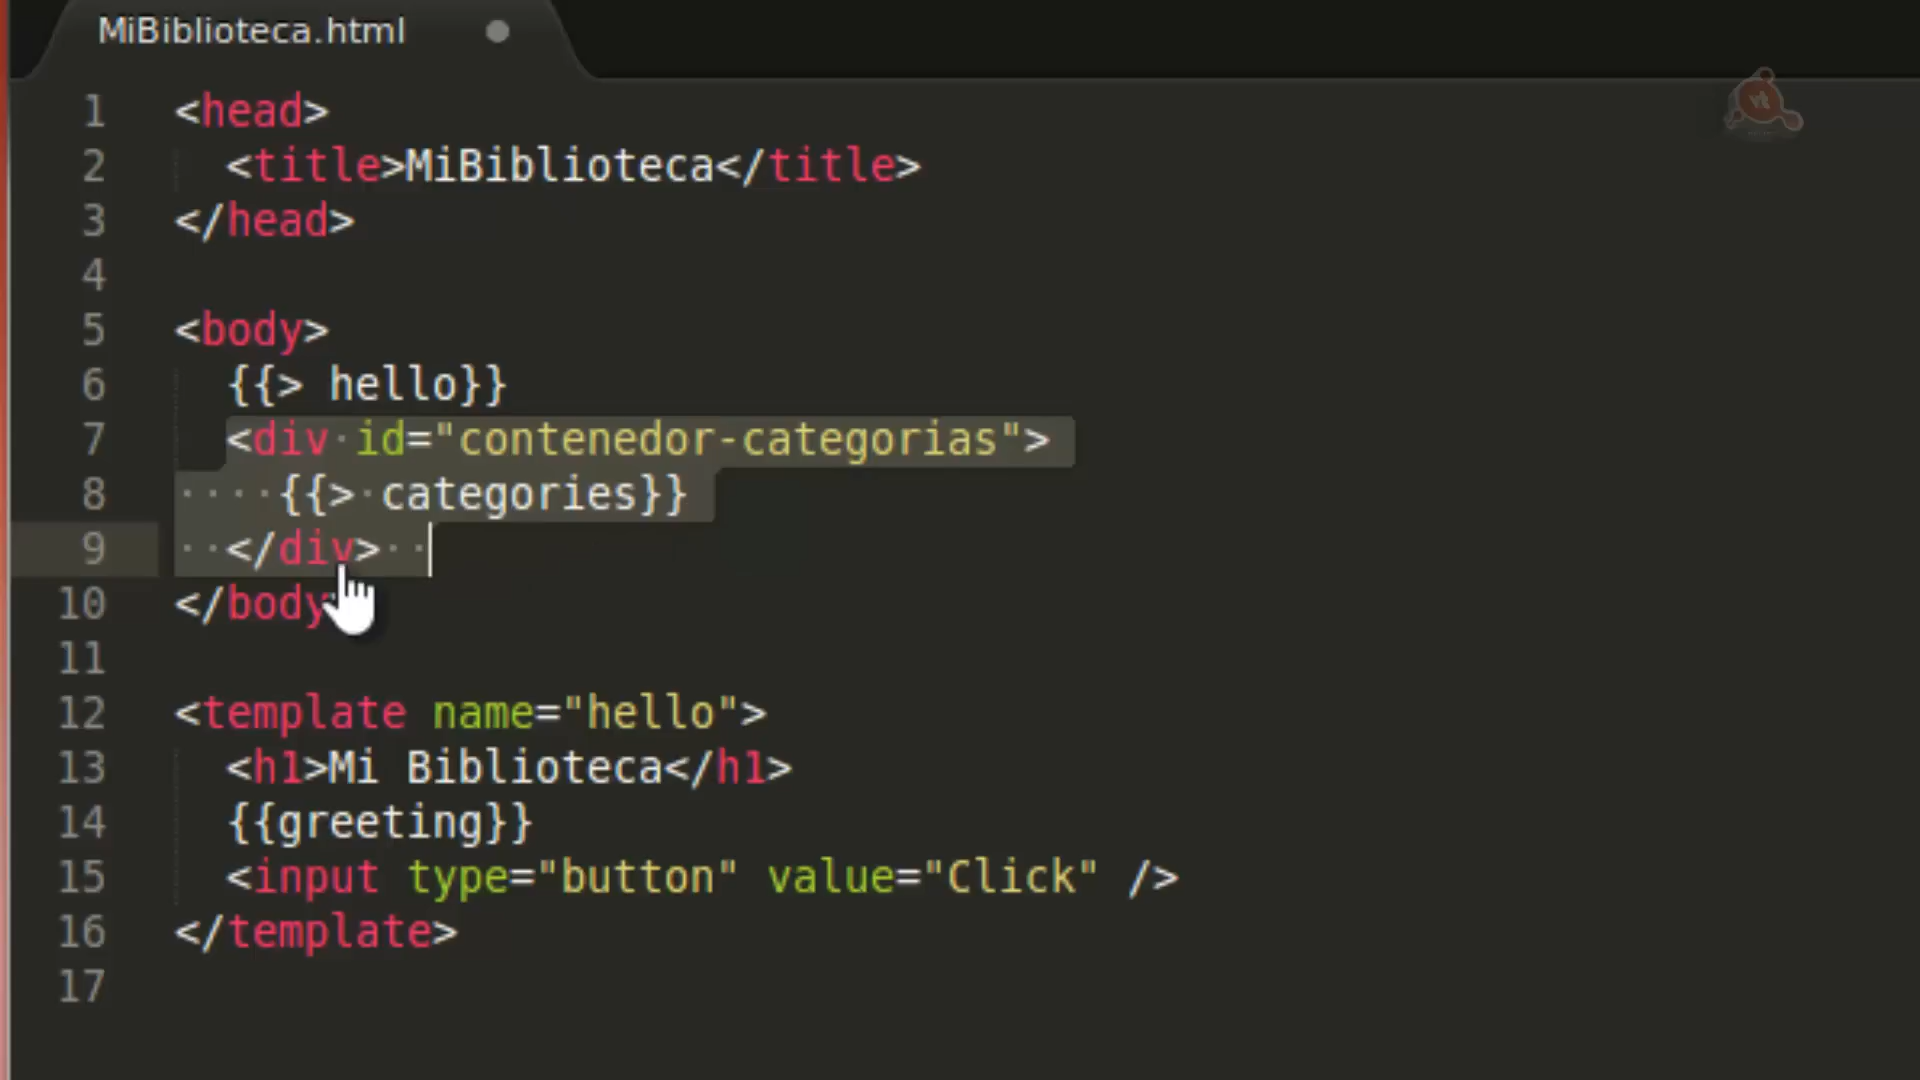 MiBiblioteca.html
1 <head>
2   <title>MiBiblioteca</title>
3 </head>
4
5 <body>
6   {{> hello}}
7   <div id="contenedor-categorias">
8     {{> categories}}
9   </div>
10 </body
11
12 <template name="hello">
13   <h1>Mi Biblioteca</h1>
14   {{greeting}}
15   <input type="button" value="Click" />
16 </template>
17
vt